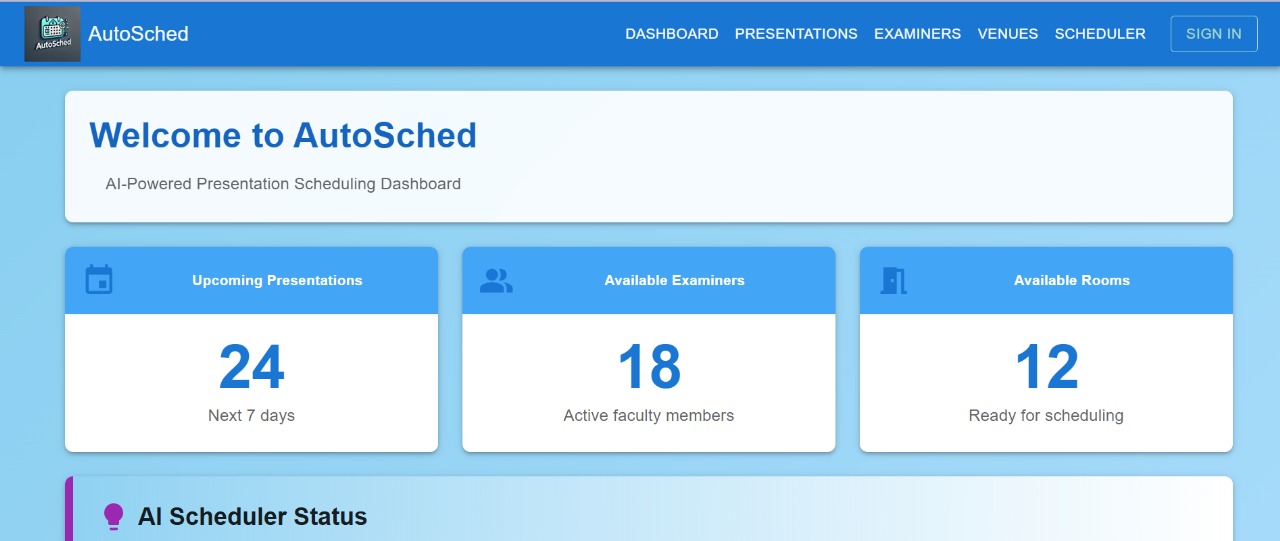 AutoSched
AutoSched
DASHBOARD PRESENTATIONS EXAMINERS VENUES SCHEDULER SIGN IN
Welcome to AutoSched
AI-Powered Presentation Scheduling Dashboard
Upcoming Presentations
24
Next 7 days
Available Examiners
18
Active faculty members
Available Rooms
12
Ready for scheduling
AI Scheduler Status